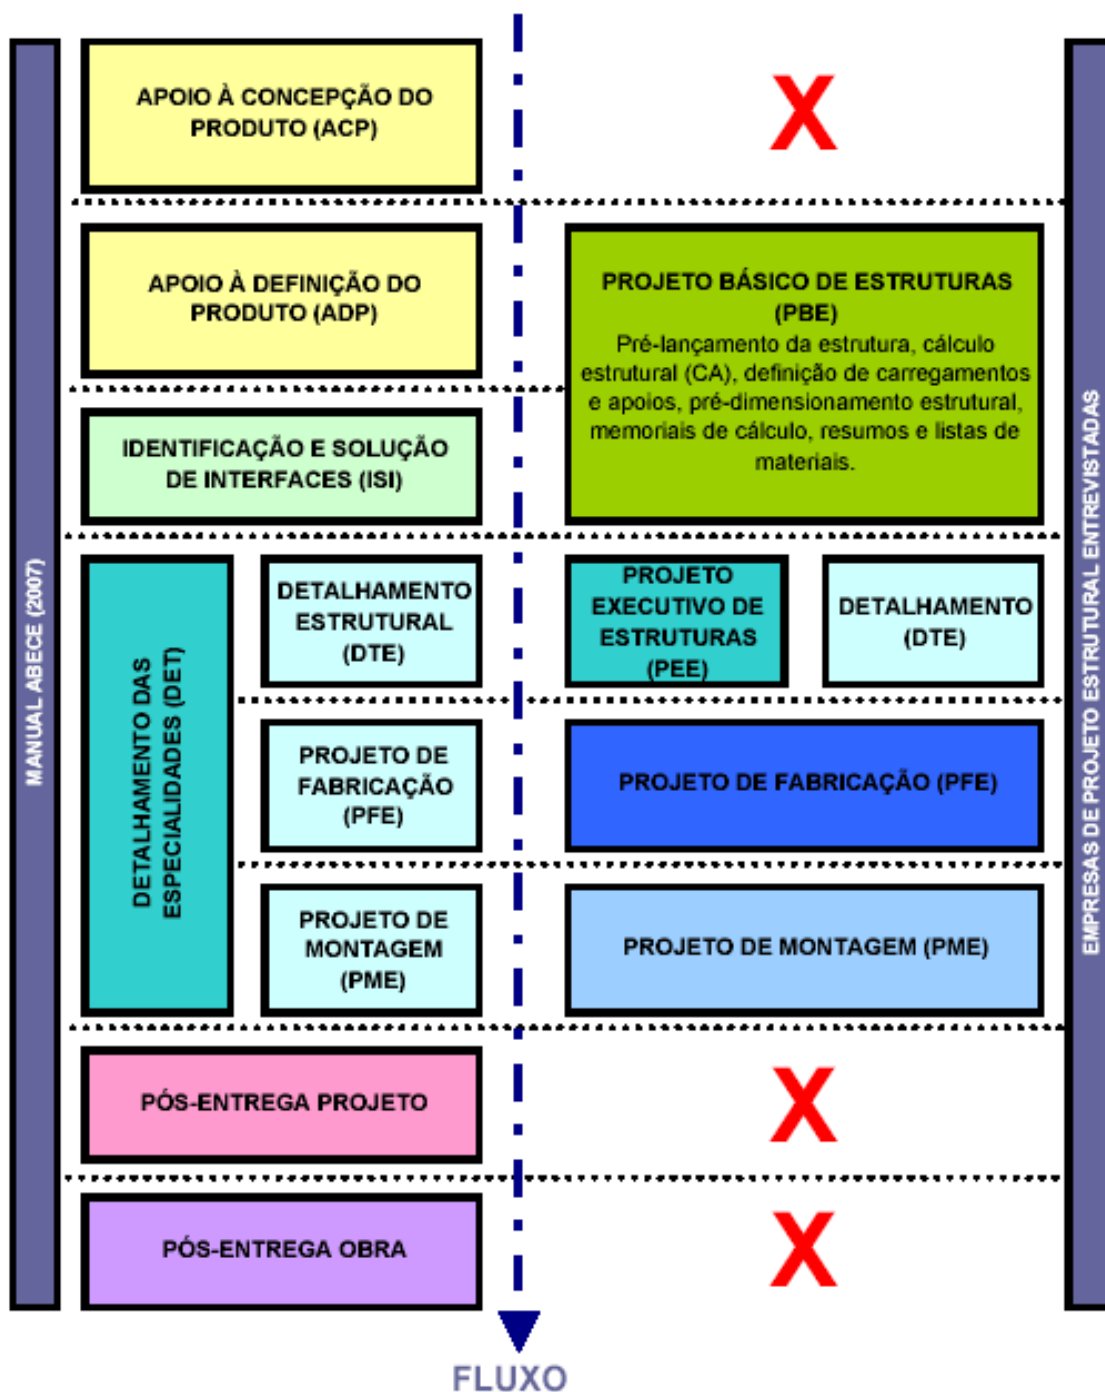 MANUAL ABECE (2007)
APOIO À CONCEPÇÃO DO
PRODUTO (ACP)
X
APOIO À DEFINIÇÃO DO
PRODUTO (ADP)
PROJETO BÁSICO DE ESTRUTURAS
(PBE)
Pré-lançamento da estrutura, cálculo
estrutural (CA), definição de carregamentos
e apoios, pré-dimensionamento estrutural,
memoriais de cálculo, resumos e listas de
materiais.
IDENTIFICAÇÃO E SOLUÇÃO
DE INTERFACES (ISI)
DETALHAMENTO DAS
ESPECIALIDADES (DET)
DETALHAMENTO
ESTRUTURAL
(DTE)
PROJETO
EXECUTIVO DE
ESTRUTURAS
(PEE)
DETALHAMENTO
(DTE)
PROJETO DE
FABRICAÇÃO
(PFE)
PROJETO DE FABRICAÇÃO (PFE)
PROJETO DE
MONTAGEM
(PME)
PROJETO DE MONTAGEM (PME)
PÓS-ENTREGA PROJETO
X
PÓS-ENTREGA OBRA
X
EMPRESAS DE PROJETO ESTRUTURAL ENTREVISTADAS
FLUXO